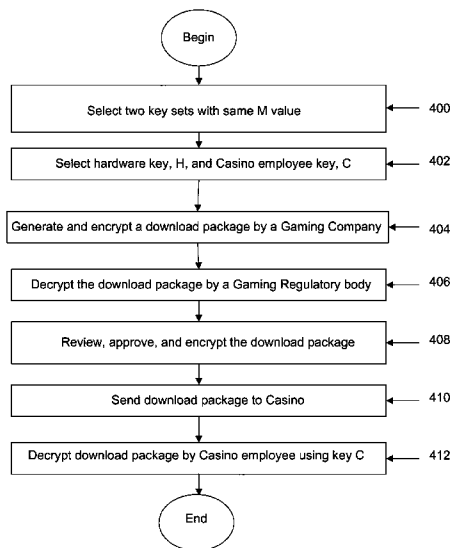 Begin
Select two key sets with same M value
400
Select hardware key, H, and Casino employee key, C
402
Generate and encrypt a download package by a Gaming Company
404
Decrypt the download package by a Gaming Regulatory body
406
Review, approve, and encrypt the download package
408
Send download package to Casino
410
Decrypt download package by Casino employee using key C
412
End